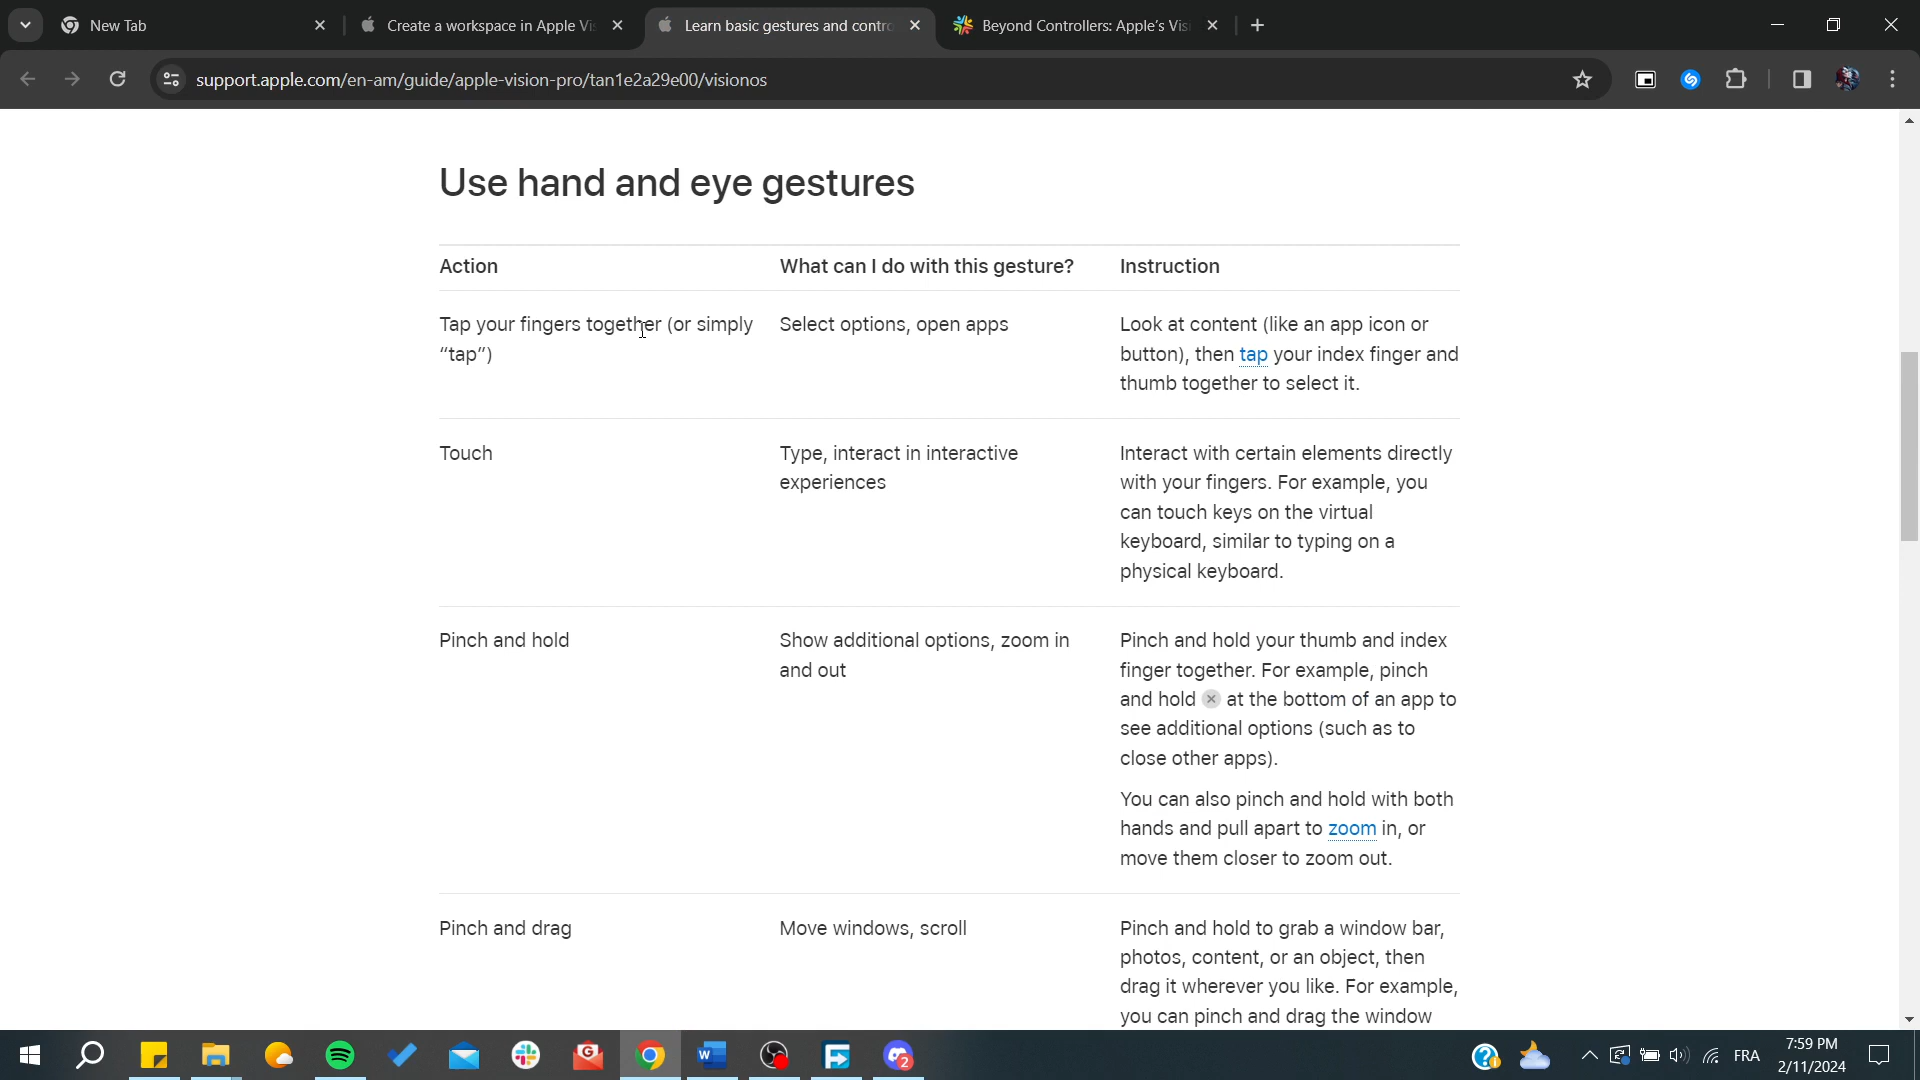 New Tab
Create a workspace in Apple Vis
Learn basic gestures and contro
Beyond Controllers: Apple's Visi
support.apple.com/en-am/guide/apple-vision-pro/tan1e2a29e00/visionos
Use hand and eye gestures
Action
What can I do with this gesture?
Instruction
Tap your fingers together (or simply
“tap”)
Select options, open apps
Look at content (like an app icon or
button), then tap your index finger and
thumb together to select it.
Touch
Type, interact in interactive
experiences
Interact with certain elements directly
with your fingers. For example, you
can touch keys on the virtual
keyboard, similar to typing on a
physical keyboard.
Pinch and hold
Show additional options, zoom in
and out
Pinch and hold your thumb and index
finger together. For example, pinch
and hold at the bottom of an app to
see additional options (such as to
close other apps).
You can also pinch and hold with both
hands and pull apart to zoom in, or
move them closer to zoom out.
Pinch and drag
Move windows, scroll
Pinch and hold to grab a window bar,
photos, content, or an object, then
drag it wherever you like. For example,
you can pinch and drag the window
FRA
7:59 PM
2/11/2024
2